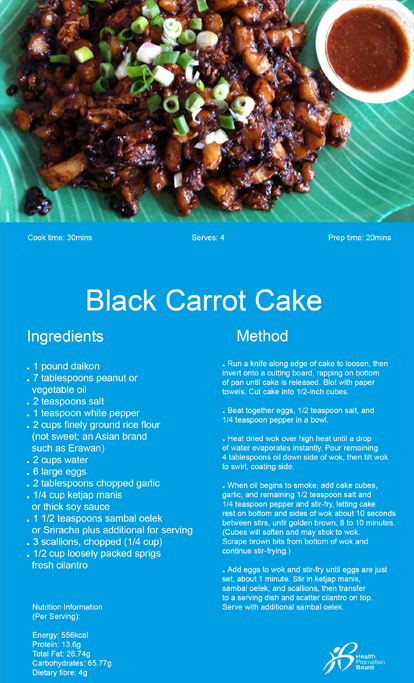 Cook time: 30mins
Serves: 4
Prep time: 20mins
Black Carrot Cake
Ingredients
. 1 pound daikon
. 7 tablespoons peanut or
vegetable oil
. 2 teaspoons salt
. 1 teaspoon white pepper
. 2 cups finely ground rice flour
(not sweet; an Asian brand
such as Erawan)
. 2 cups water
. 6 large eggs
. 2 tablespoons chopped garlic
. 1/4 cup ketjap manis
or thick soy sauce
. 1 1/2 teaspoons sambal oelek
or Sriracha plus additional for serving
. 3 scallions, chopped (1/4 cup)
. 1/2 cup loosely packed sprigs
fresh cilantro
Nutrition Information
(Per Serving):
Energy: 556kcal
Protein: 13.6g
Total Fat: 26.74g
Carbohydrates: 65.77g
Dietary fibre: 4g
Method
. Run a knife along edge of cake to loosen, then
invert onto a cutting board, rapping on bottom
of pan until cake is released. Blot with paper
towels. Cut cake into 1/2-inch cubes.
. Beat together eggs, 1/2 teaspoon salt, and
1/4 teaspoon pepper in a bowl.
. Heat dried wok over high heat until a drop
of water evaporates instantly. Pour remaining
4 tablespoons oil down side of wok, then tilt wok
to swirl, coating side.
. When oil begins to smoke, add cake cubes,
garlic, and remaining 1/2 teaspoon salt and
1/4 teaspoon pepper and stir-fry, letting cake
rest on bottom and sides of wok about 10 seconds
between stirs, until golden brown, 8 to 10 minutes.
(Cubes will soften and may stick to wok.
Scrape brown bits from bottom of wok and
continue stir-frying.)
. Add eggs to wok and stir-fry until eggs are just
set, about 1 minute. Stir in ketjap manis,
sambal oelek, and scallions, then transfer
to a serving dish and scatter cilantro on top.
Serve with additional sambal oelek.
Health
Promotion
Board